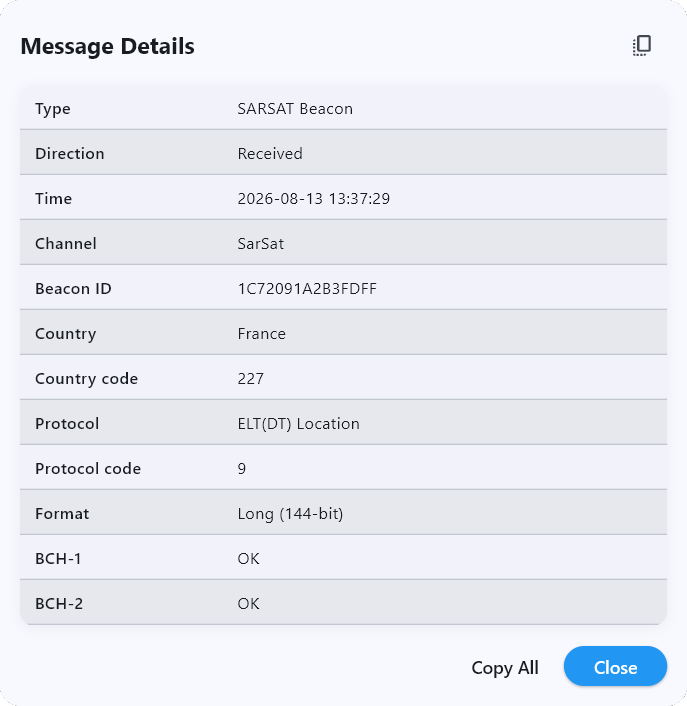 Message Details
Type SARSAT Beacon
Direction Received
Time 2026-08-13 13:37:29
Channel SarSat
Beacon ID 1C72091A2B3FDFF
Country France
Country code 227
Protocol ELT(DT) Location
Protocol code 9
Format Long (144-bit)
BCH-1 OK
BCH-2 OK
Copy All Close